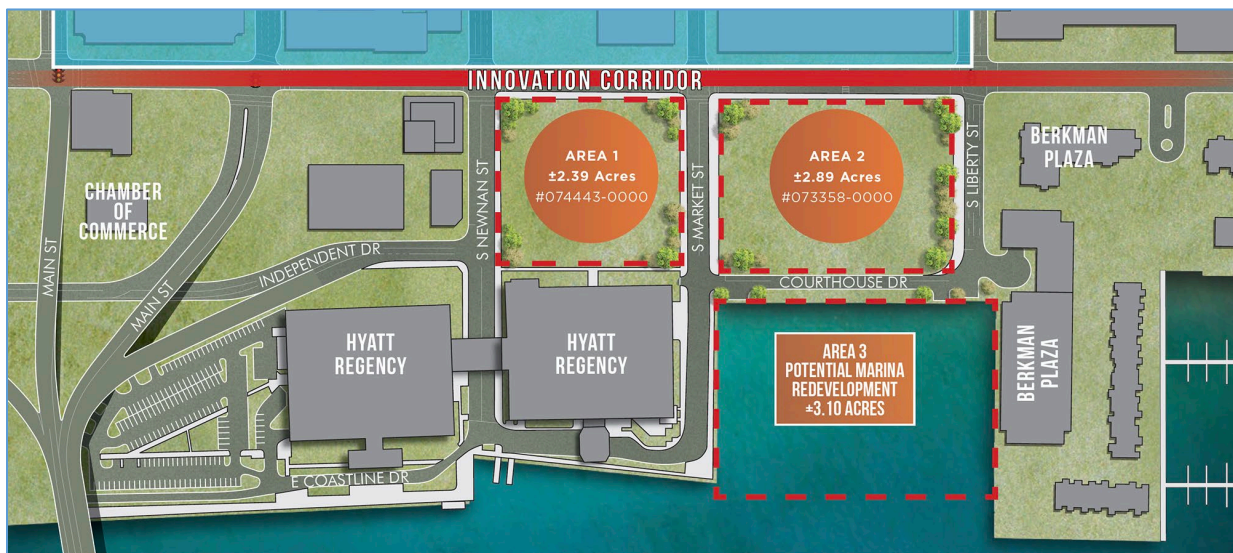 INNOVATION CORRIDOR
CHAMBER
OF
COMMERCE
MAIN ST
MAIN ST
INDEPENDENT DR
S NEWNAN ST
AREA 1
±2.39 Acres
#074443-0000
S MARKET ST
AREA 2
±2.89 Acres
#073358-0000
S LIBERTY ST
BERKMAN
PLAZA
COURTHOUSE DR
HYATT
REGENCY
HYATT
REGENCY
AREA 3
POTENTIAL MARINA
REDEVELOPMENT
±3.10 ACRES
BERKMAN
PLAZA
E COASTLINE DR